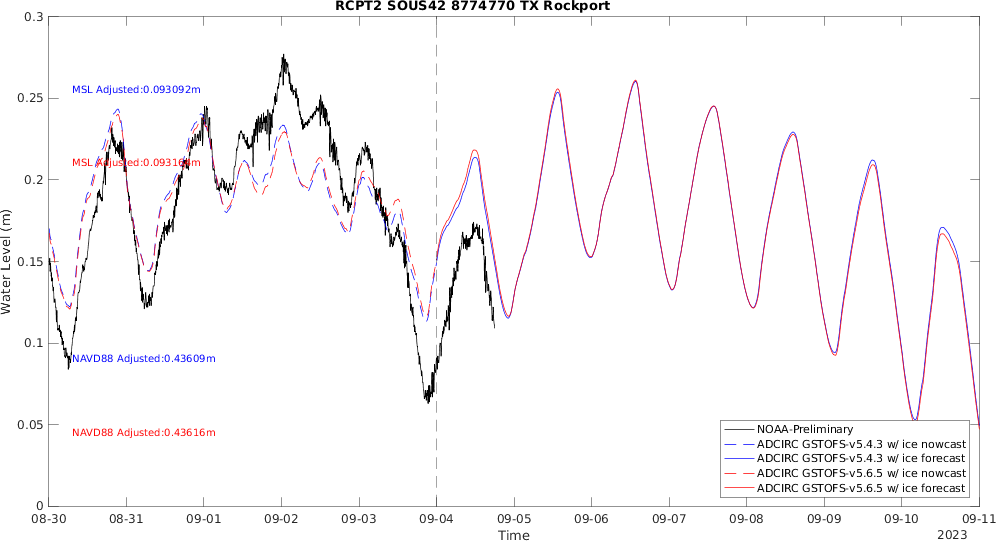 RCPT2 SOUS42 8774770 TX Rockport
0.3
0.25
0.2
0.15
0.1
0.05
0
Water Level (m)
MSL Adjusted:0.093092m
MSL Adjusted:0.09316m
NAVD88 Adjusted:0.43609m
NAVD88 Adjusted:0.43616m
NOAA-Preliminary
ADCIRC GSTOFS-v5.4.3 w/ ice nowcast
ADCIRC GSTOFS-v5.4.3 w/ ice forecast
ADCIRC GSTOFS-v5.6.5 w/ ice nowcast
ADCIRC GSTOFS-v5.6.5 w/ ice forecast
08-30 08-31 09-01 09-02 09-03 09-04 09-05 09-06 09-07 09-08 09-09 09-10 09-11
Time
2023